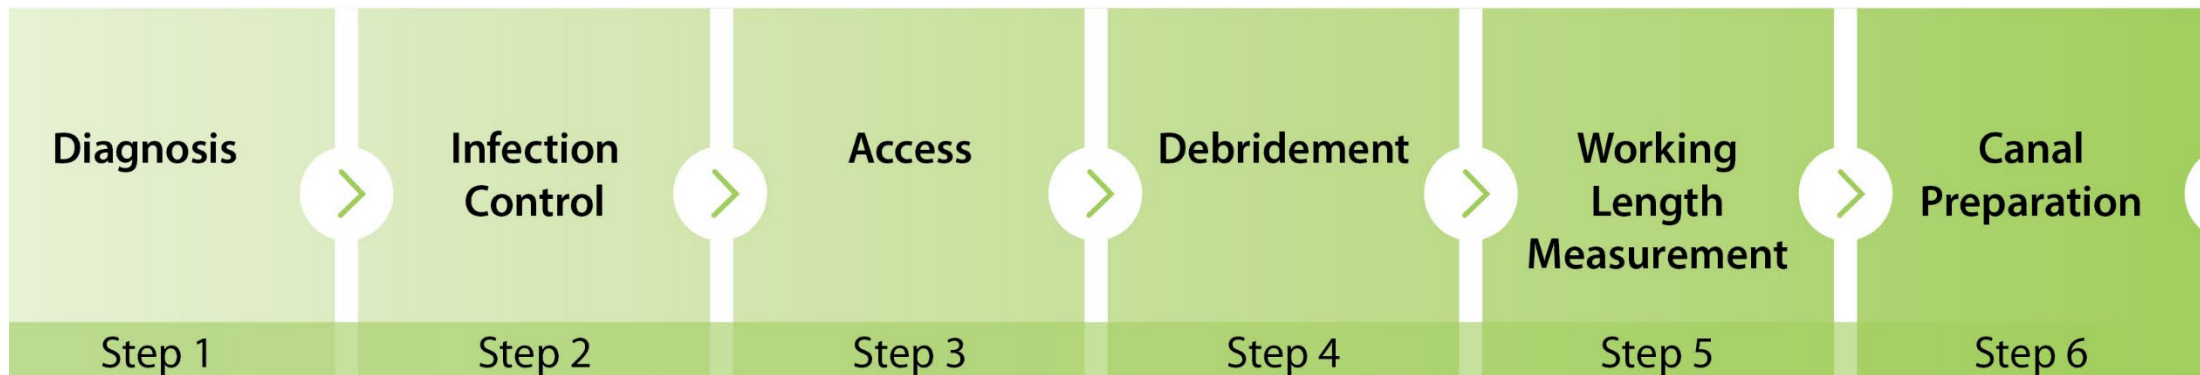 Diagnosis
Step 1
Infection
Control
Step 2
Access
Step 3
Debridement
Step 4
Working
Length
Measurement
Step 5
Canal
Preparation
Step 6